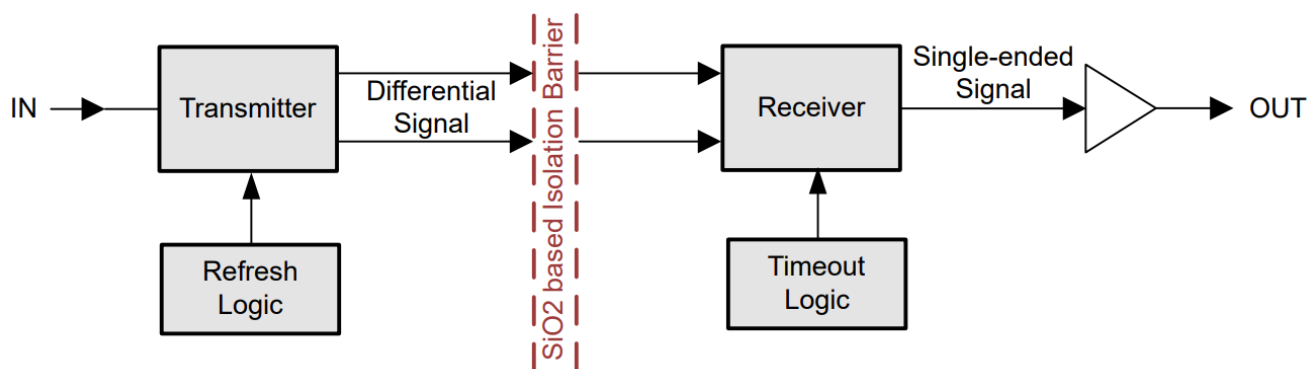 IN
Transmitter
Differential
Signal
SiO2 based Isolation Barrier
Receiver
Single-ended
Signal
OUT
Refresh
Logic
Timeout
Logic